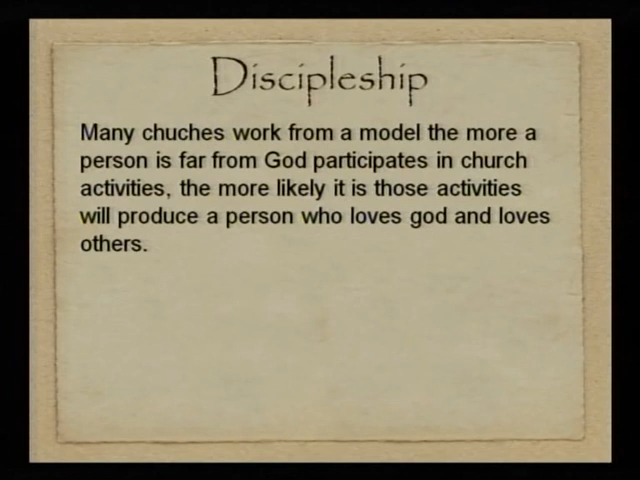 Discipleship
Many chuches work from a model the more a
person is far from God participates in church
activities, the more likely it is those activities
will produce a person who loves god and loves
others.